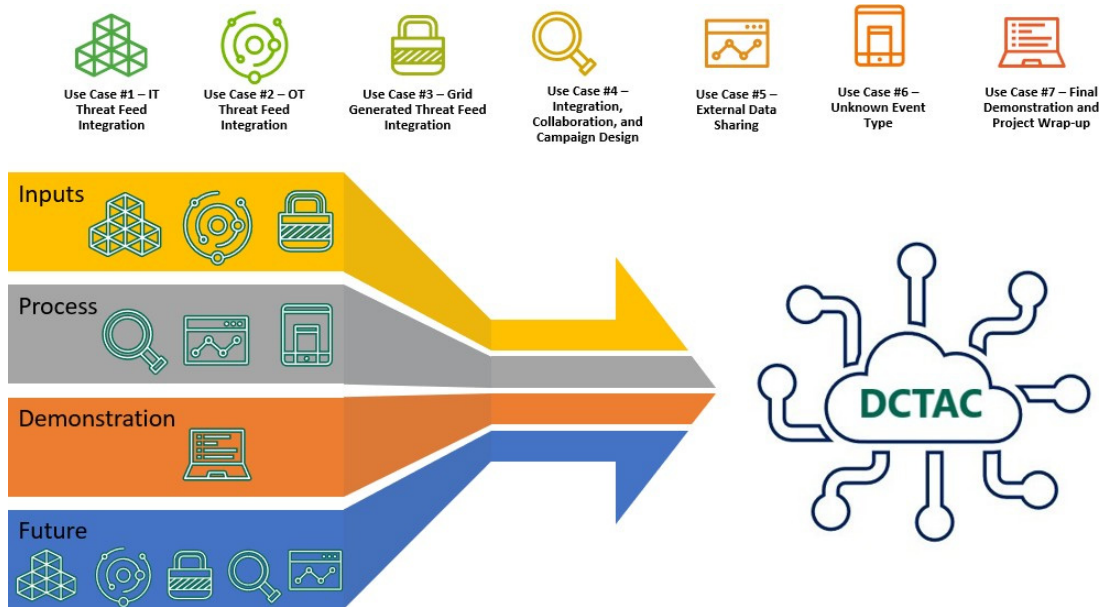 Use Case #1 – IT
Threat Feed
Integration
Use Case #2 – OT
Threat Feed
Integration
Use Case #3 – Grid
Generated Threat Feed
Integration
Use Case #4 –
Integration,
Collaboration, and
Campaign Design
Use Case #5 –
External Data
Sharing
Use Case #6 –
Unknown Event
Type
Use Case #7 – Final
Demonstration and
Project Wrap-up
Inputs
Process
Demonstration
Future
DCTAC